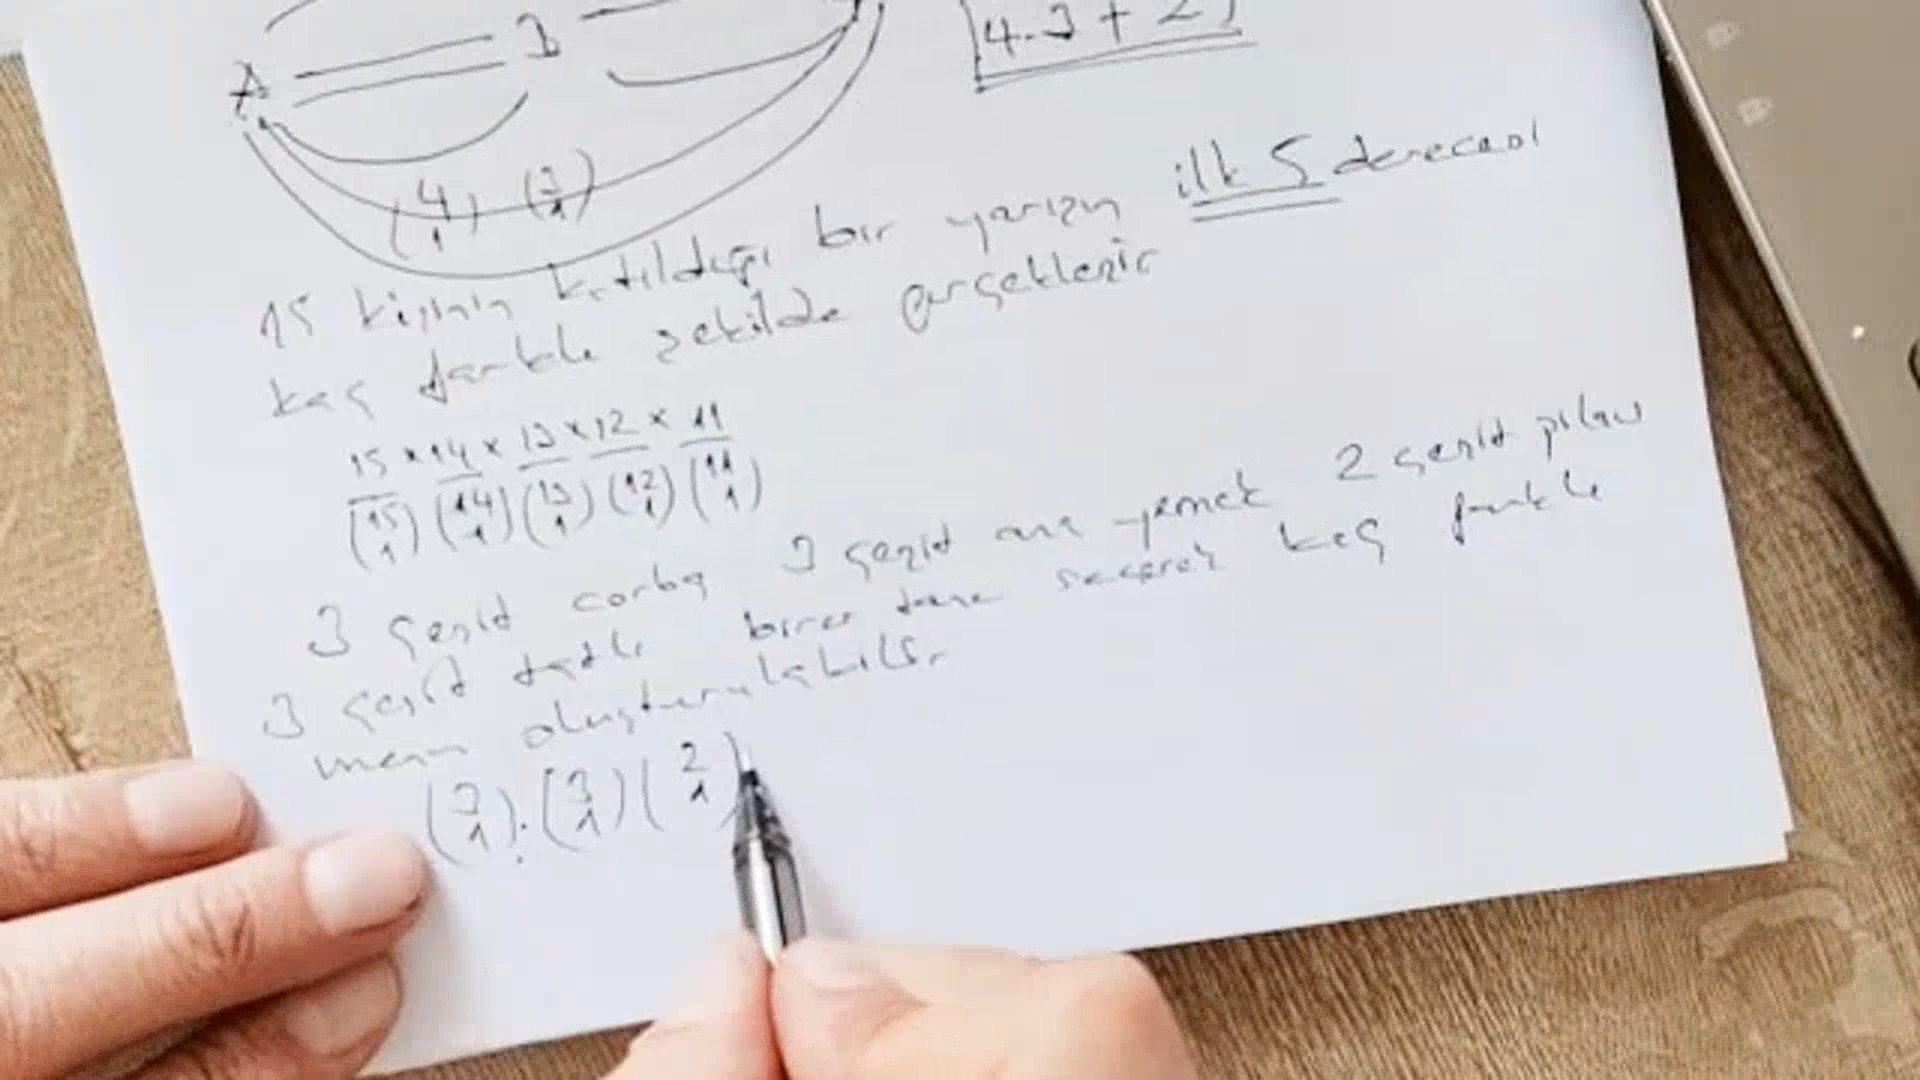 A B
4.3+2
(4 1) (3 1)
15 kişinin katıldığı bir yarışın ilk 5 derecesi
kaç farklı şekilde gerçekleşir
15 x 14 x 13 x 12 x 11
(15 1) (14 1) (13 1) (12 1) (11 1)
3 çeşit çorba 3 çeşit ara yemek 2 çeşit pilav
3 çeşit tatlı birer tane seçerek kaç farklı
menü oluşturulabilir
(3 1) . (3 1) (2 1)